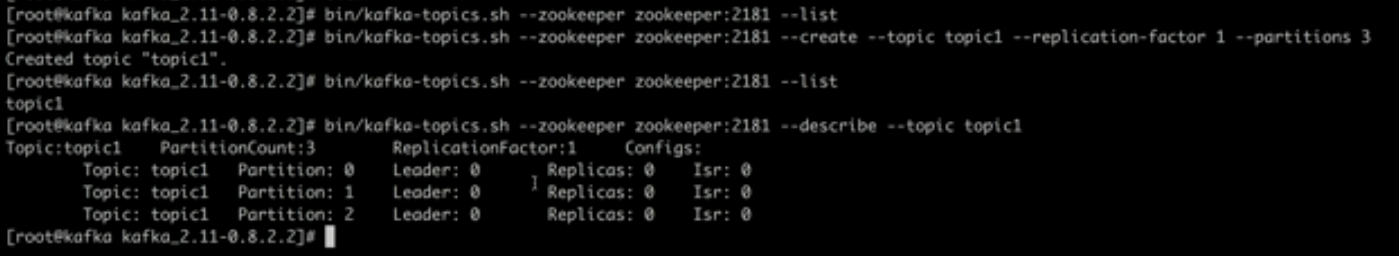 [root@kafka kafka_2.11-0.8.2.2]# bin/kafka-topics.sh --zookeeper zookeeper:2181 --list
[root@kafka kafka_2.11-0.8.2.2]# bin/kafka-topics.sh --zookeeper zookeeper:2181 --create --topic topic1 --replication-factor 1 --partitions 3
Created topic "topic1".
[root@kafka kafka_2.11-0.8.2.2]# bin/kafka-topics.sh --zookeeper zookeeper:2181 --list
topic1
[root@kafka kafka_2.11-0.8.2.2]# bin/kafka-topics.sh --zookeeper zookeeper:2181 --describe --topic topic1
Topic:topic1 PartitionCount:3 ReplicationFactor:1 Configs:
Topic: topic1 Partition: 0 Leader: 0 Replicas: 0 Isr: 0
Topic: topic1 Partition: 1 Leader: 0 Replicas: 0 Isr: 0
Topic: topic1 Partition: 2 Leader: 0 Replicas: 0 Isr: 0
[root@kafka kafka_2.11-0.8.2.2]#